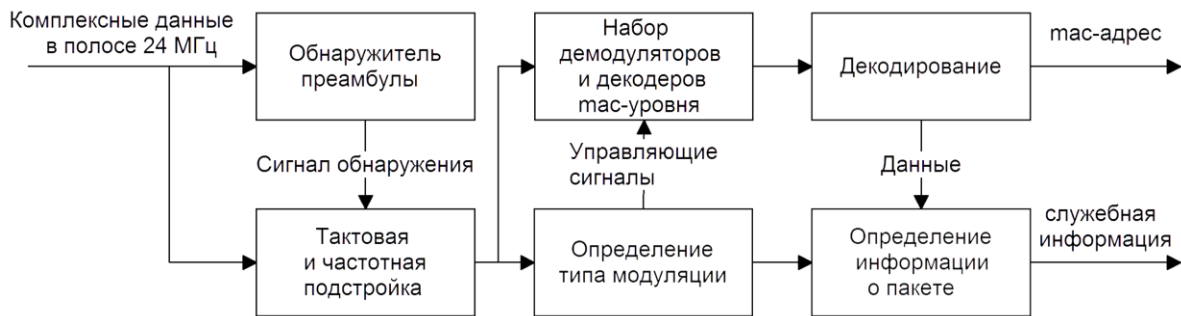 Комплексные данные
в полосе 24 МГц
Обнаружитель
преамбулы
Набор
демодуляторов
и декодеров
mac-уровня
Декодирование
mac-адрес
Сигнал обнаружения
Управляющие
сигналы
Данные
Тактовая
и частотная
подстройка
Определение
типа модуляции
Определение
информации
о пакете
служебная
информация